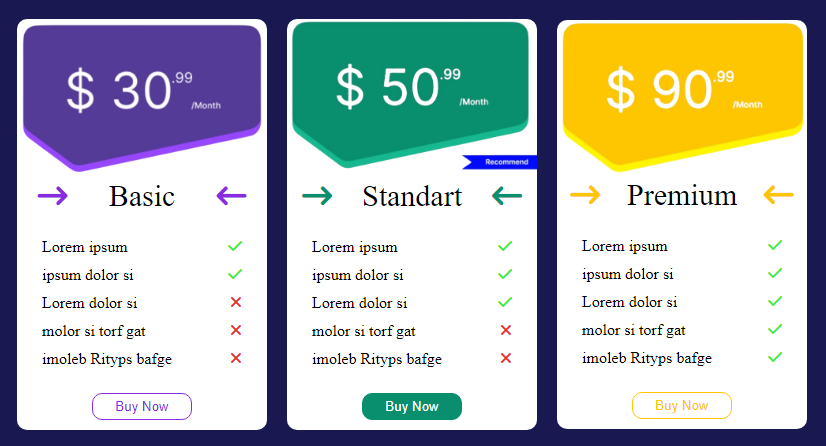 $ 30.99 /Month
Basic
Lorem ipsum
ipsum dolor si
Lorem dolor si
molor si torf gat
imoleb Rityps bafge
Buy Now
$ 50.99 /Month
Recommend
Standart
Lorem ipsum
ipsum dolor si
Lorem dolor si
molor si torf gat
imoleb Rityps bafge
Buy Now
$ 90.99 /Month
Premium
Lorem ipsum
ipsum dolor si
Lorem dolor si
molor si torf gat
imoleb Rityps bafge
Buy Now